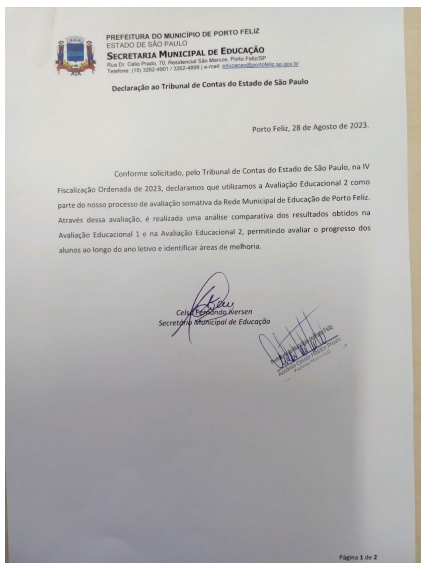 PREFEITURA DO MUNICÍPIO DE PORTO FELIZ
ESTADO DE SÃO PAULO
SECRETARIA MUNICIPAL DE EDUCAÇÃO
Rua Dr. Cátio Prado, 70, Residencial São Marcos, Porto Feliz/SP
Telefone: (15) 3262-4901 / 3262-4899 | e-mail: educacao@portofeliz.sp.gov.br
Declaração ao Tribunal de Contas do Estado de São Paulo
Porto Feliz, 28 de Agosto de 2023.
Conforme solicitado, pelo Tribunal de Contas do Estado de São Paulo, na IV
Fiscalização Ordenada de 2023, declaramos que utilizamos a Avaliação Educacional 2 como
parte do nosso processo de avaliação somativa da Rede Municipal de Educação de Porto Feliz.
Através dessa avaliação, é realizada uma análise comparativa dos resultados obtidos na
Avaliação Educacional 1 e na Avaliação Educacional 2, permitindo avaliar o progresso dos
alunos ao longo do ano letivo e identificar áreas de melhoria.
Celso Fernando Iversen
Secretário Municipal de Educação
Antônio Cássio Habice Prado
Prefeito Municipal
Página 1 de 2